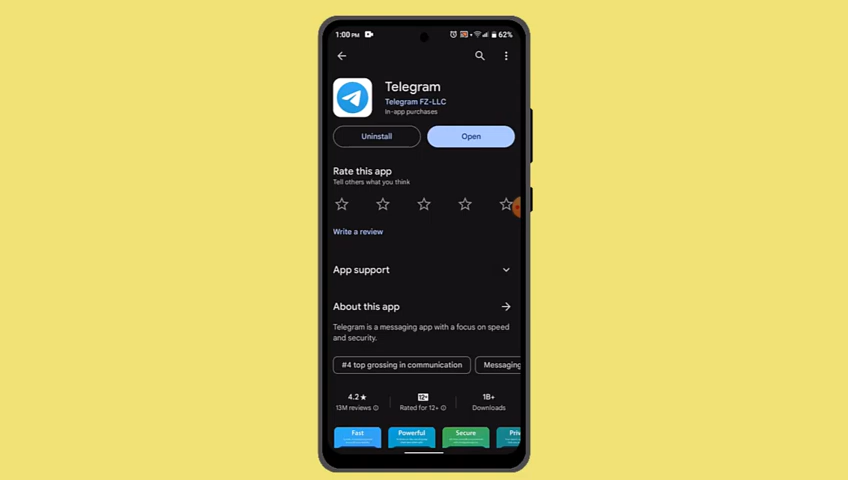 1:00 PM
62%
Telegram
Telegram FZ-LLC
In-app purchases
Uninstall
Open
Rate this app
Tell others what you think
Write a review
App support
About this app
Telegram is a messaging app with a focus on speed
and security.
#4 top grossing in communication
Messaging
4.2★
12+
1B+
13M reviews
Rated for 12+
Downloads
Fast
Powerful
Secure
Pri